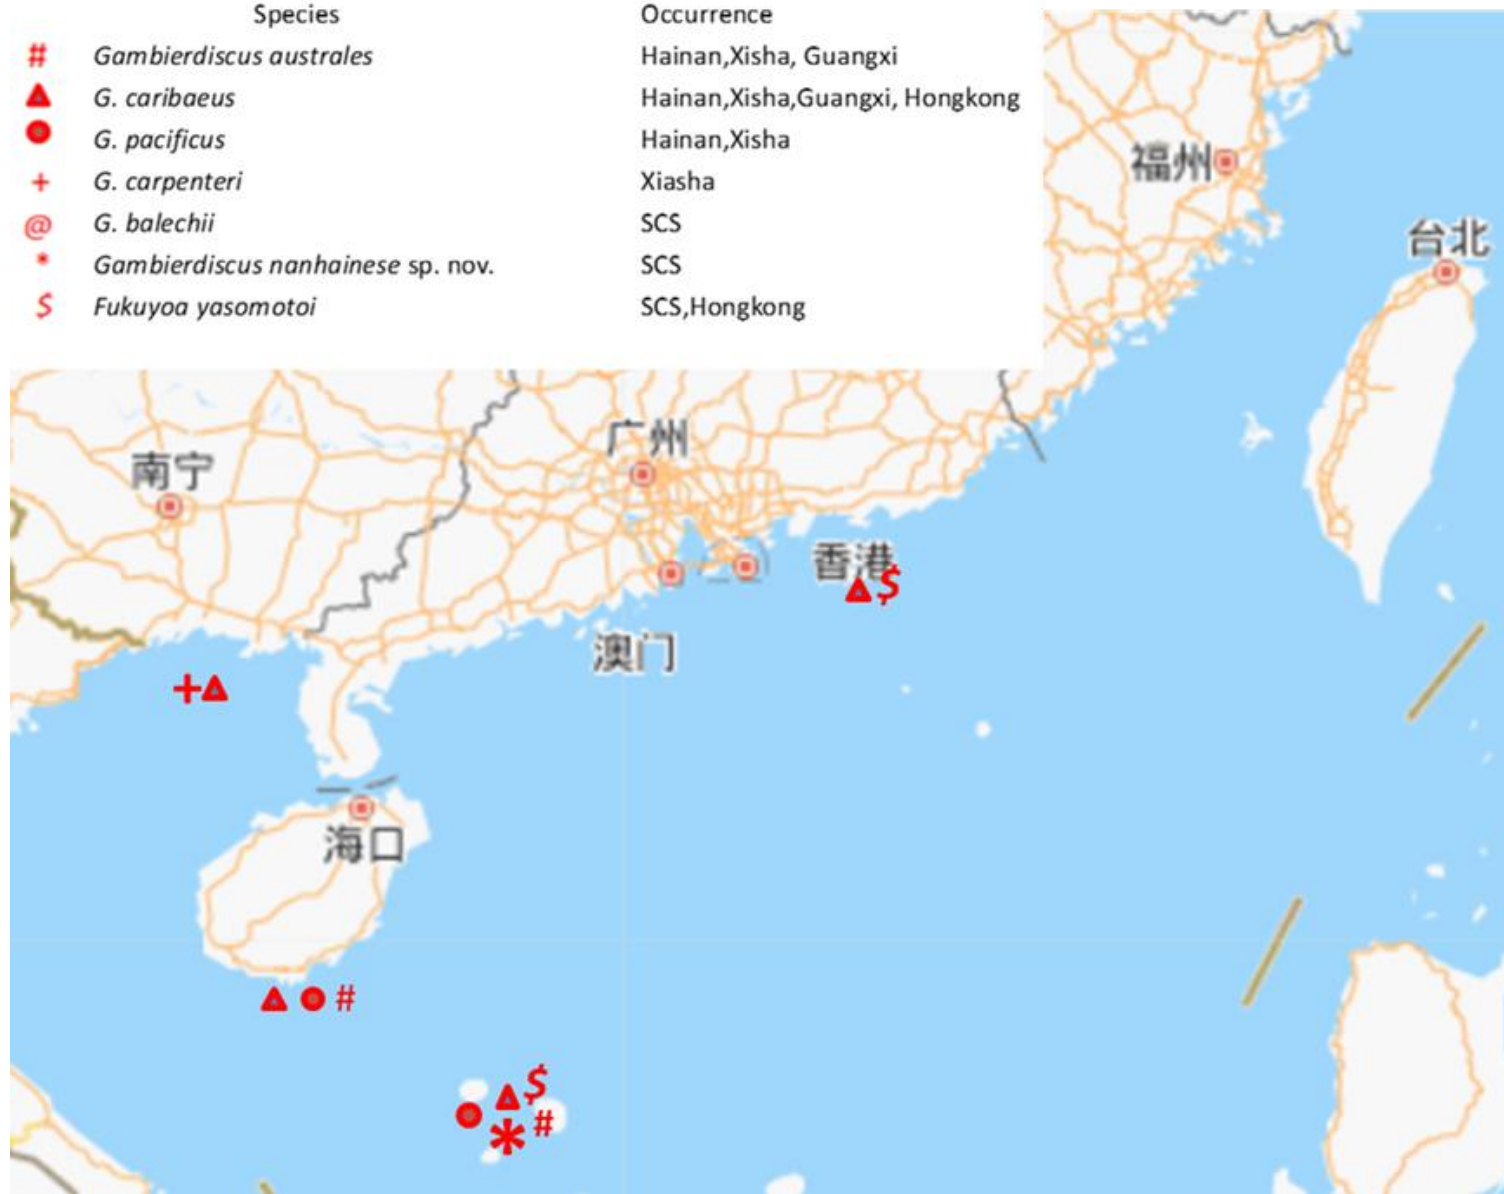 Species Occurrence
# Gambierdiscus australes Hainan,Xisha, Guangxi
G. caribaeus Hainan,Xisha,Guangxi, Hongkong
G. pacificus Hainan,Xisha
+ G. carpenteri Xiasha
@ G. balechii SCS
* Gambierdiscus nanhainese sp. nov. SCS
$ Fukuyoa yasomotoi SCS,Hongkong
福州
台北
广州
南宁
香港
$
澳门
+
海口
#
$
#
*